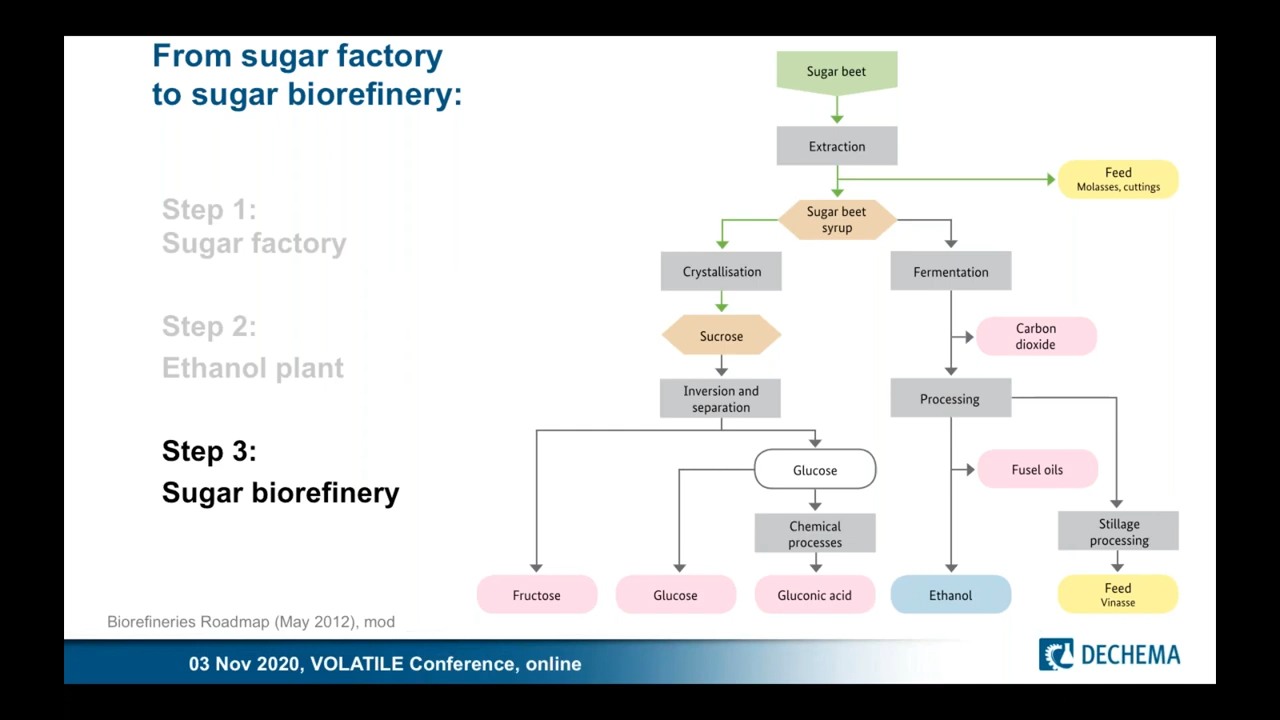 From sugar factory
to sugar biorefinery:
Step 1:
Sugar factory
Step 2:
Ethanol plant
Step 3:
Sugar biorefinery
Sugar beet
Extraction
Feed
Molasses, cuttings
Sugar beet
syrup
Crystallisation
Fermentation
Sucrose
Carbon
dioxide
Inversion and
separation
Processing
Glucose
Fusel oils
Chemical
processes
Stillage
processing
Fructose
Glucose
Gluconic acid
Ethanol
Feed
Vinasse
Biorefineries Roadmap (May 2012), mod
03 Nov 2020, VOLATILE Conference, online
DECHEMA